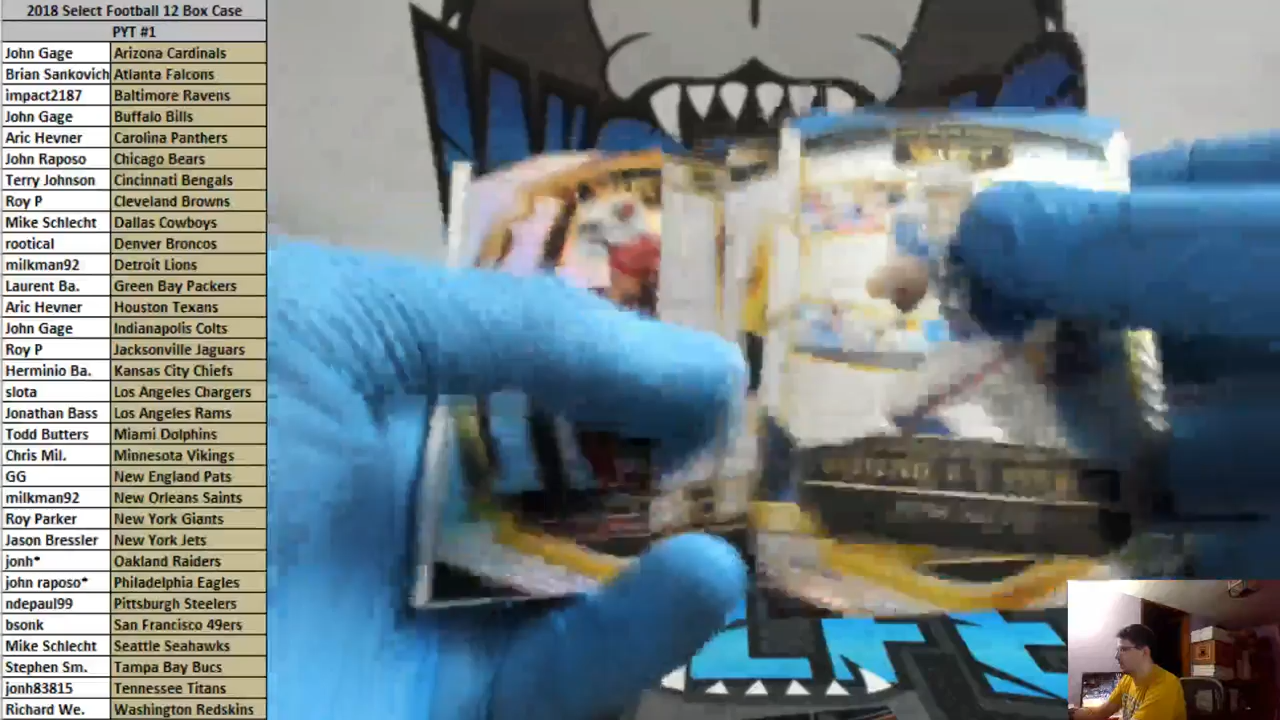 2018 Select Football 12 Box Case
PYT #1
John Gage Arizona Cardinals
Brian Sankovich Atlanta Falcons
impact2187 Baltimore Ravens
John Gage Buffalo Bills
Aric Hevner Carolina Panthers
John Raposo Chicago Bears
Terry Johnson Cincinnati Bengals
Roy P Cleveland Browns
Mike Schlecht Dallas Cowboys
rootical Denver Broncos
milkman92 Detroit Lions
Laurent Ba. Green Bay Packers
Aric Hevner Houston Texans
John Gage Indianapolis Colts
Roy P Jacksonville Jaguars
Herminio Ba. Kansas City Chiefs
slota Los Angeles Chargers
Jonathan Bass Los Angeles Rams
Todd Butters Miami Dolphins
Chris Mil. Minnesota Vikings
GG New England Pats
milkman92 New Orleans Saints
Roy Parker New York Giants
Jason Bressler New York Jets
jonh* Oakland Raiders
john raposo* Philadelphia Eagles
ndepaul99 Pittsburgh Steelers
bsonk San Francisco 49ers
Mike Schlecht Seattle Seahawks
Stephen Sm. Tampa Bay Bucs
jonh83815 Tennessee Titans
Richard We. Washington Redskins